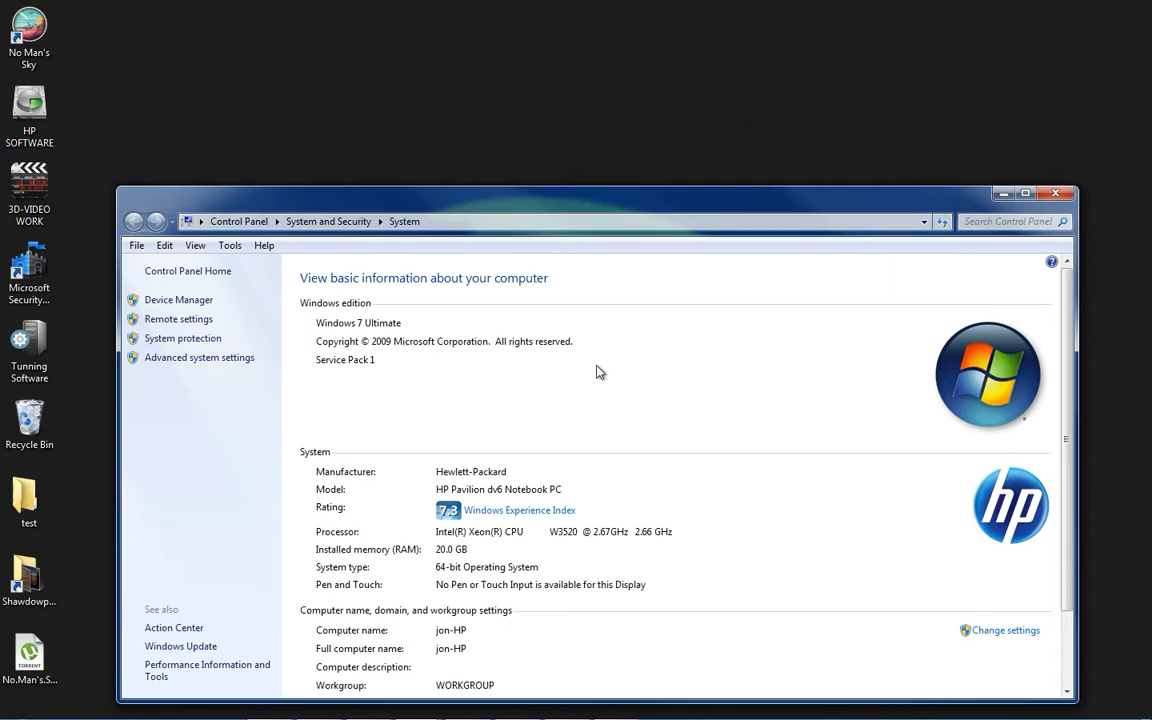 No Man's
Sky
HP
SOFTWARE
3D-VIDEO
WORK
Microsoft
Security...
Tunning
Software
Recycle Bin
test
Shawdowp...
TORRENT
No.Man's.S...
Control Panel
System and Security
System
Search Control Panel
File
Edit
View
Tools
Help
Control Panel Home
Device Manager
Remote settings
System protection
Advanced system settings
See also
Action Center
Windows Update
Performance Information and
Tools
View basic information about your computer
Windows edition
Windows 7 Ultimate
Copyright © 2009 Microsoft Corporation. All rights reserved.
Service Pack 1
System
Manufacturer: Hewlett-Packard
Model: HP Pavilion dv6 Notebook PC
Rating: 7.3 Windows Experience Index
Processor: Intel(R) Xeon(R) CPU W3520 @ 2.67GHz 2.66 GHz
Installed memory (RAM): 20.0 GB
System type: 64-bit Operating System
Pen and Touch: No Pen or Touch Input is available for this Display
hp
Computer name, domain, and workgroup settings
Computer name: jon-HP
Change settings
Full computer name: jon-HP
Computer description:
Workgroup: WORKGROUP